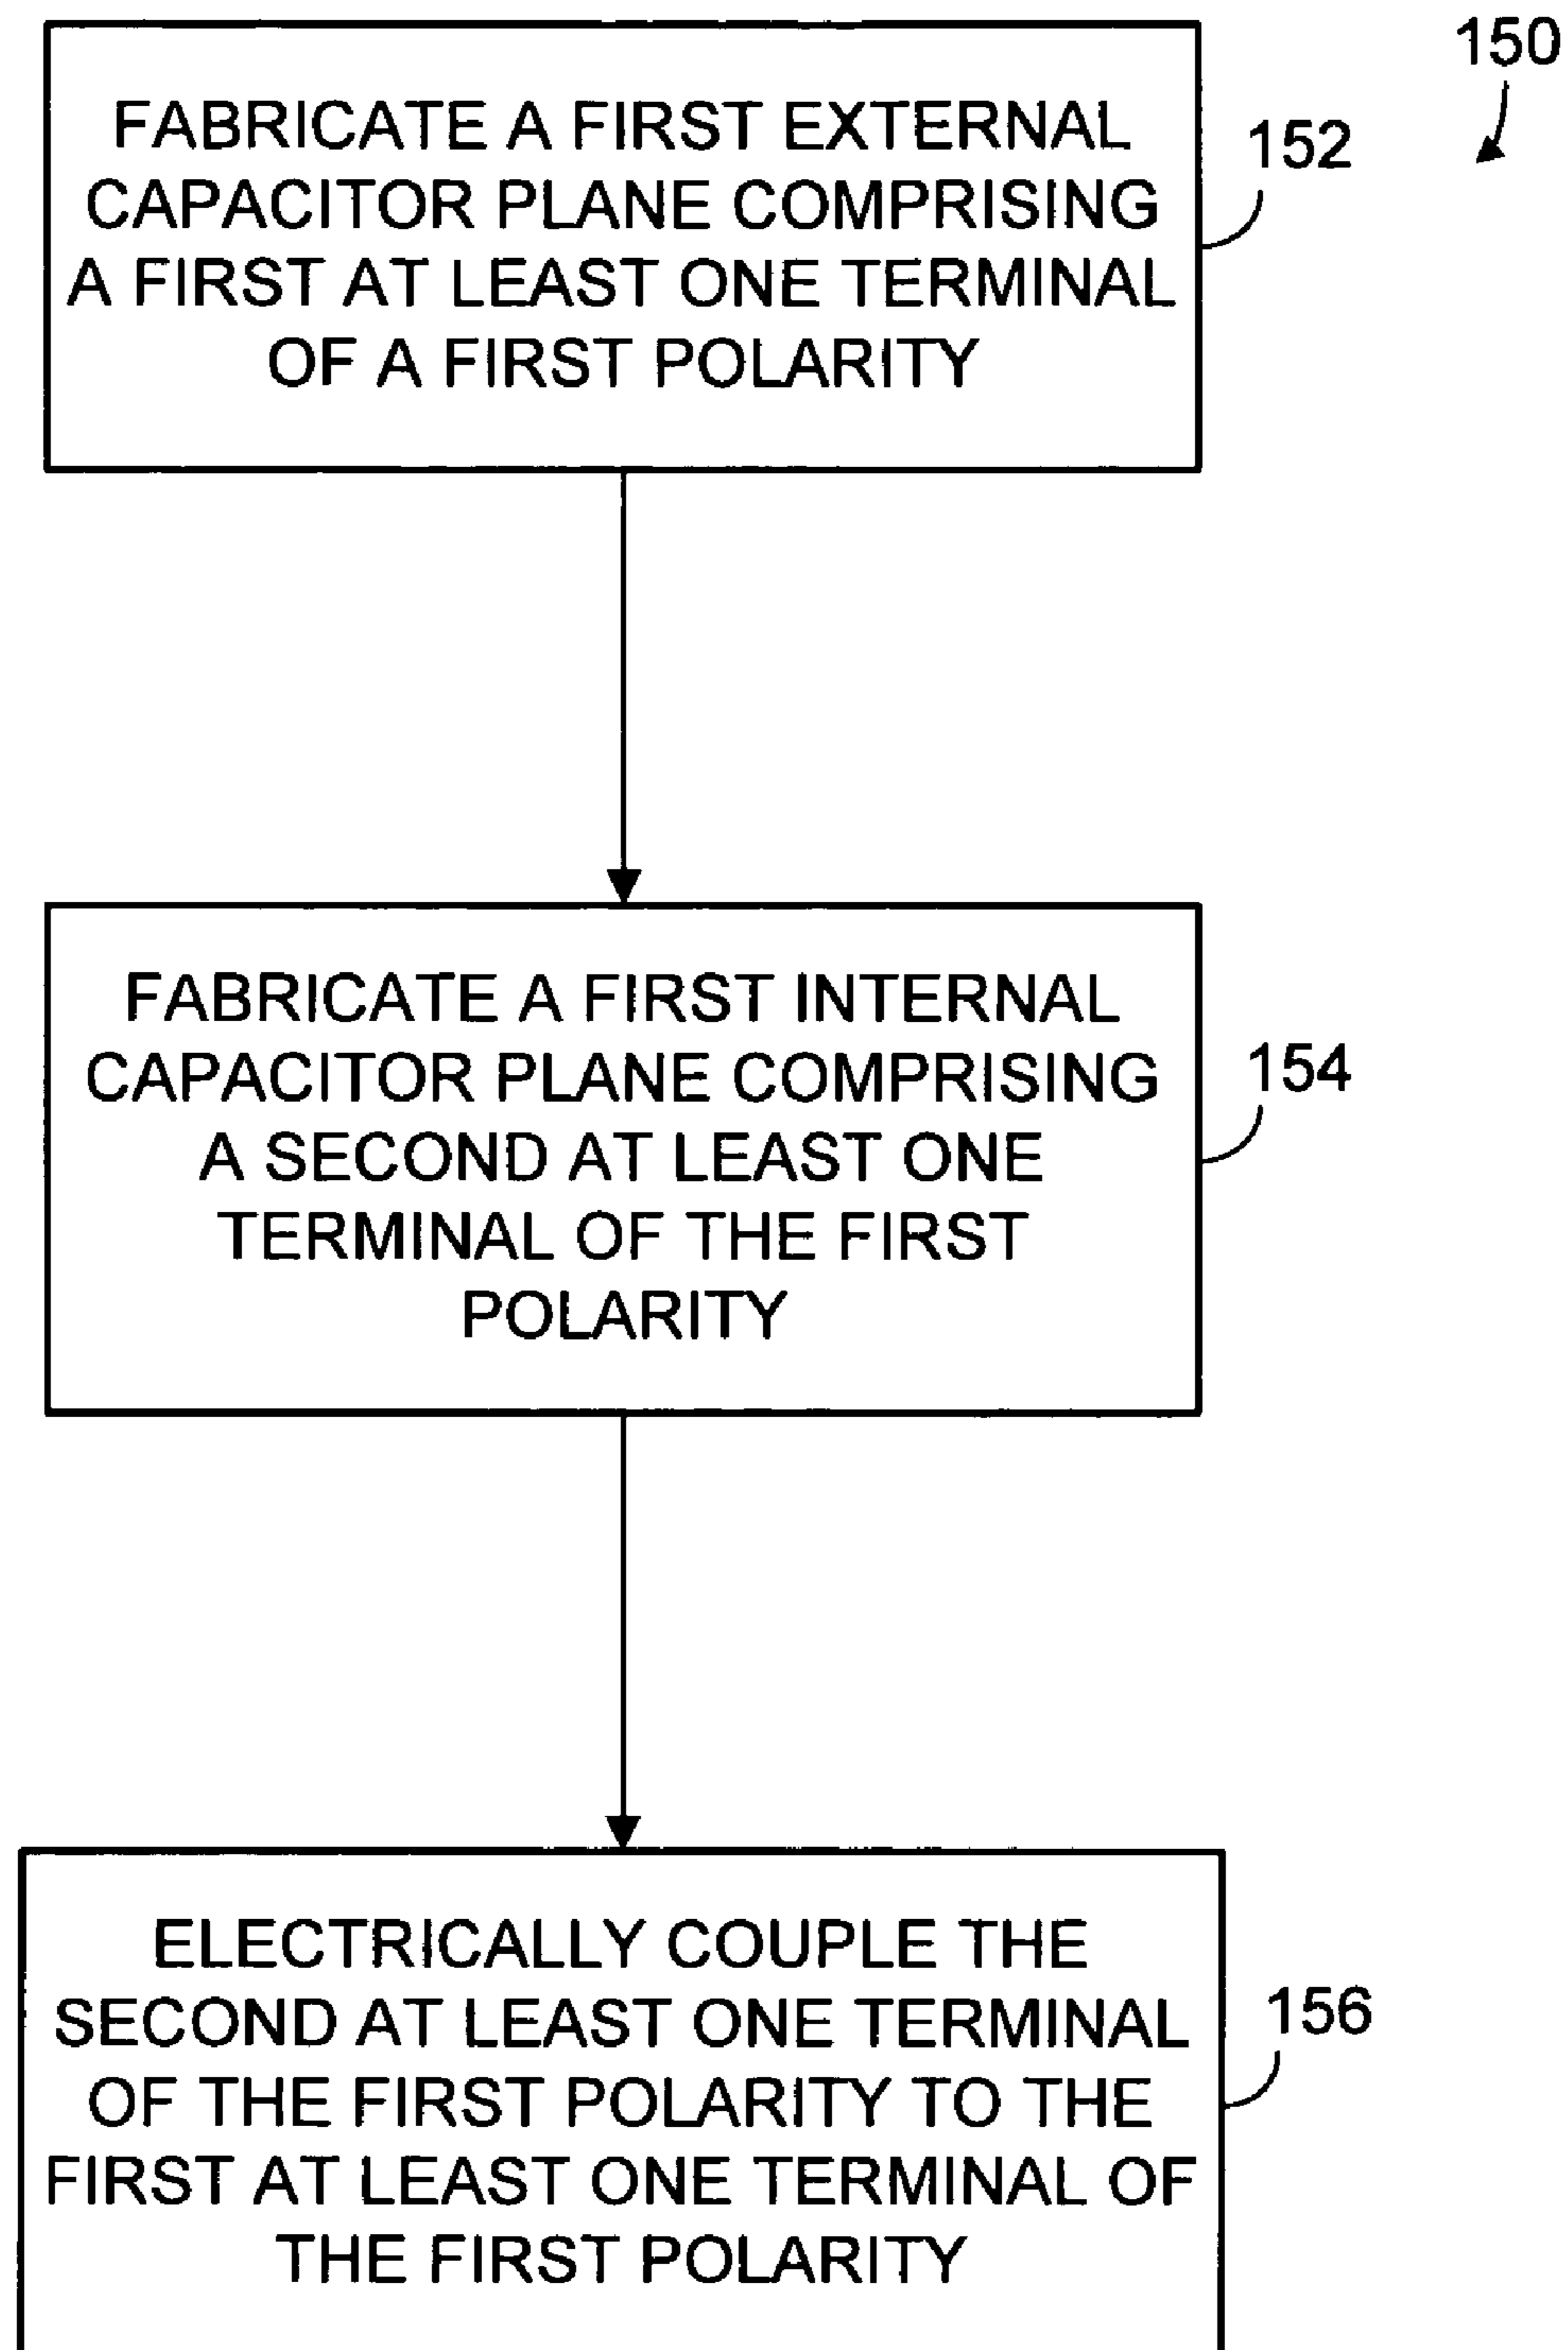 150
FABRICATE A FIRST EXTERNAL
CAPACITOR PLANE COMPRISING
A FIRST AT LEAST ONE TERMINAL
OF A FIRST POLARITY
152
FABRICATE A FIRST INTERNAL
CAPACITOR PLANE COMPRISING
A SECOND AT LEAST ONE
TERMINAL OF THE FIRST
POLARITY
154
ELECTRICALLY COUPLE THE
SECOND AT LEAST ONE TERMINAL
OF THE FIRST POLARITY TO THE
FIRST AT LEAST ONE TERMINAL OF
THE FIRST POLARITY
156